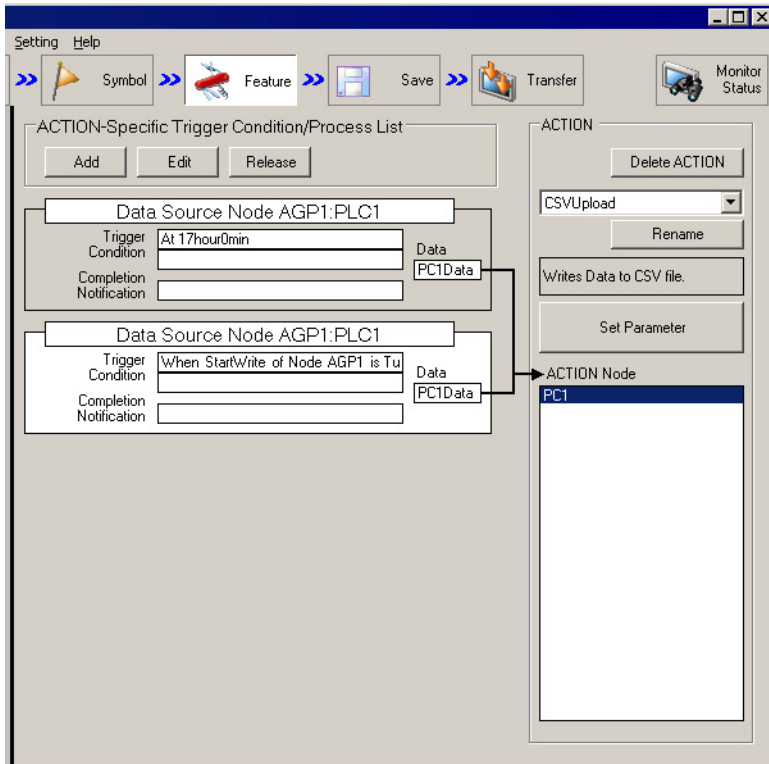 Setting Help
Symbol
Feature
Save
Transfer
Monitor
Status
ACTION-Specific Trigger Condition/Process List
Add
Edit
Release
Data Source Node AGP1:PLC1
Trigger
Condition
At 17hour0min
Completion
Notification
Data
PC1Data
Data Source Node AGP1:PLC1
Trigger
Condition
When StartWrite of Node AGP1 is Tu
Completion
Notification
Data
PC1Data
ACTION
Delete ACTION
CSVUpload
Rename
Writes Data to CSV file.
Set Parameter
ACTION Node
PC1